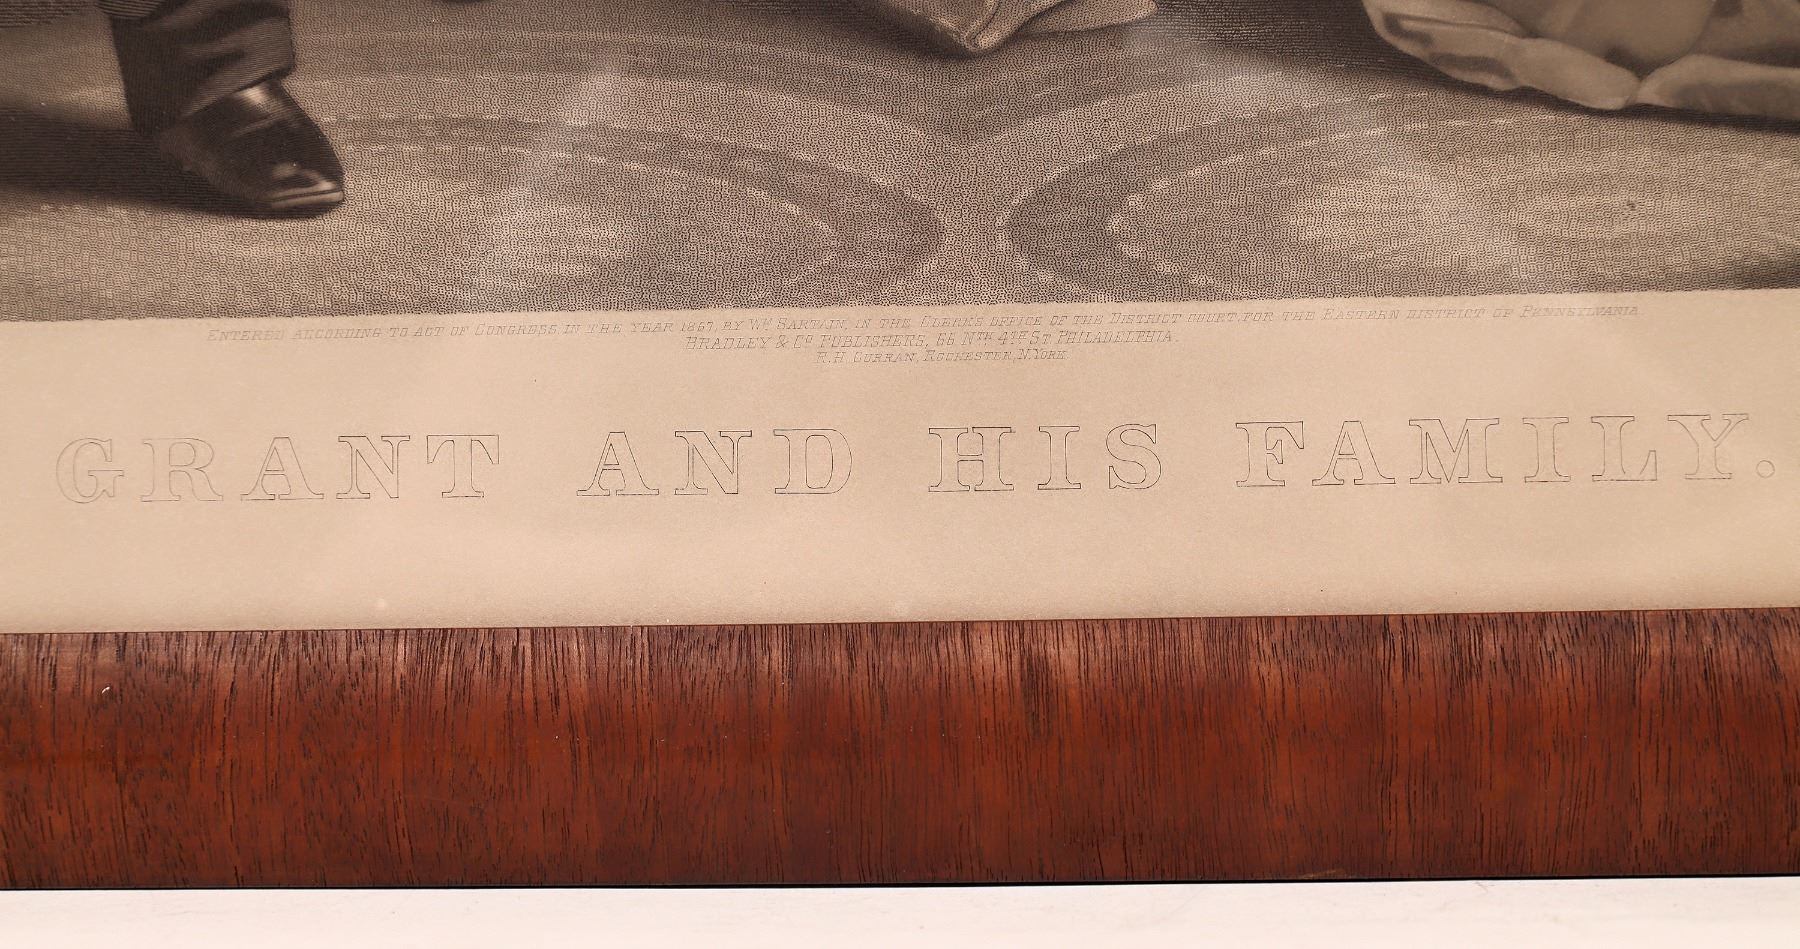 ENTERED ACCORDING TO ACT OF CONGRESS IN THE YEAR 1867, BY WM SARTAIN, IN THE CLERKS OFFICE OF THE DISTRICT COURT, FOR THE EASTERN DISTRICT OF PENNSYLVANIA
BRADLEY & CO PUBLISHERS, 66 NTH 4TH ST PHILADELPHIA.
R.H. CURRAN, ROCHESTER, N.YORK.
GRANT AND HIS FAMILY.